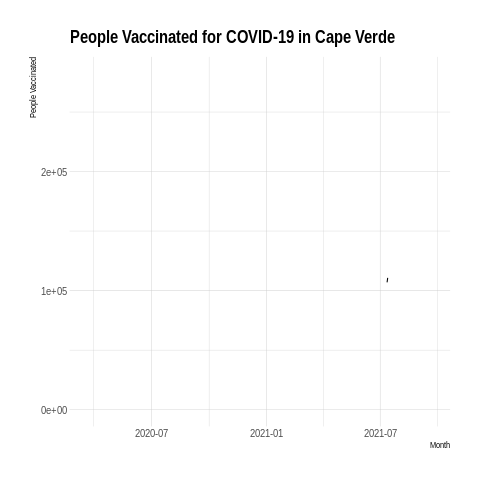 People Vaccinated for COVID-19 in Cape Verde
People Vaccinated
2e+05
1e+05
0e+00
2020-07 2021-01 2021-07
Month